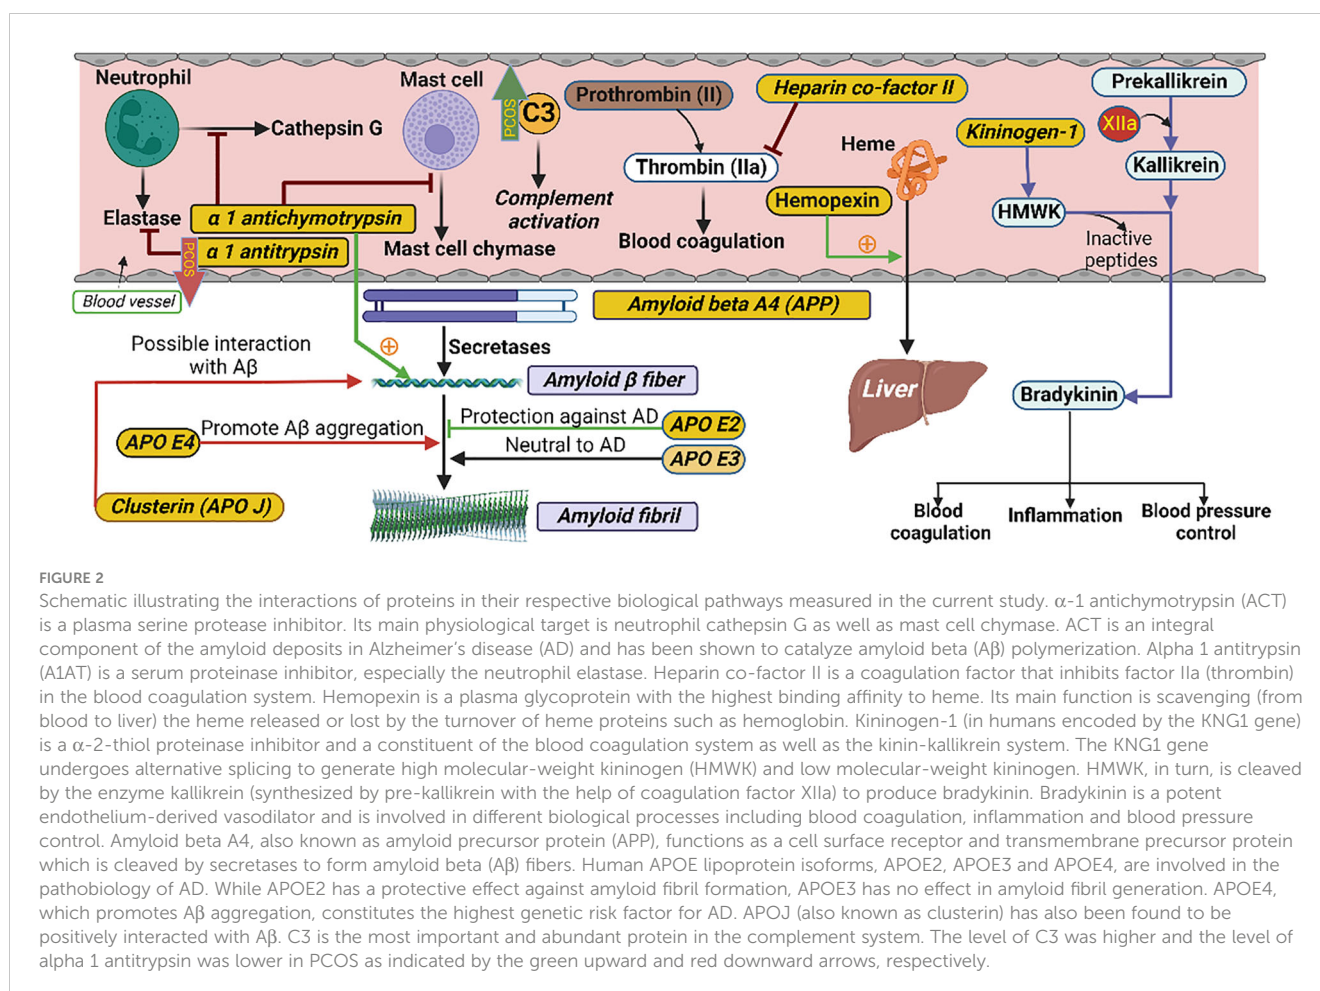 Neutrophil
Cathepsin G
Elastase
α 1 antichymotrypsin
α 1 antitrypsin
PCOS
Blood vessel
Mast cell
Mast cell chymase
PCOS
C3
Complement
activation
Prothrombin (II)
Thrombin (IIa)
Blood coagulation
Heparin co-factor II
Heme
Hemopexin
Kininogen-1
HMWK
Prekallikrein
XIIa
Kallikrein
Inactive
peptides
Amyloid beta A4 (APP)
Secretases
Possible interaction
with Aβ
Amyloid β fiber
APO E4
Promote Aβ aggregation
Protection against AD
APO E2
Neutral to AD
APO E3
Clusterin (APO J)
Amyloid fibril
Liver
Bradykinin
Blood
coagulation
Inflammation
Blood pressure
control
FIGURE 2
Schematic illustrating the interactions of proteins in their respective biological pathways measured in the current study. α-1 antichymotrypsin (ACT)
is a plasma serine protease inhibitor. Its main physiological target is neutrophil cathepsin G as well as mast cell chymase. ACT is an integral
component of the amyloid deposits in Alzheimer's disease (AD) and has been shown to catalyze amyloid beta (Aβ) polymerization. Alpha 1 antitrypsin
(A1AT) is a serum proteinase inhibitor, especially the neutrophil elastase. Heparin co-factor II is a coagulation factor that inhibits factor IIa (thrombin)
in the blood coagulation system. Hemopexin is a plasma glycoprotein with the highest binding affinity to heme. Its main function is scavenging (from
blood to liver) the heme released or lost by the turnover of heme proteins such as hemoglobin. Kininogen-1 (in humans encoded by the KNG1 gene)
is a α-2-thiol proteinase inhibitor and a constituent of the blood coagulation system as well as the kinin-kallikrein system. The KNG1 gene
undergoes alternative splicing to generate high molecular-weight kininogen (HMWK) and low molecular-weight kininogen. HMWK, in turn, is cleaved
by the enzyme kallikrein (synthesized by pre-kallikrein with the help of coagulation factor XIIa) to produce bradykinin. Bradykinin is a potent
endothelium-derived vasodilator and is involved in different biological processes including blood coagulation, inflammation and blood pressure
control. Amyloid beta A4, also known as amyloid precursor protein (APP), functions as a cell surface receptor and transmembrane precursor protein
which is cleaved by secretases to form amyloid beta (Aβ) fibers. Human APOE lipoprotein isoforms, APOE2, APOE3 and APOE4, are involved in the
pathobiology of AD. While APOE2 has a protective effect against amyloid fibril formation, APOE3 has no effect in amyloid fibril generation. APOE4,
which promotes Aβ aggregation, constitutes the highest genetic risk factor for AD. APOJ (also known as clusterin) has also been found to be
positively interacted with Aβ. C3 is the most important and abundant protein in the complement system. The level of C3 was higher and the level of
alpha 1 antitrypsin was lower in PCOS as indicated by the green upward and red downward arrows, respectively.